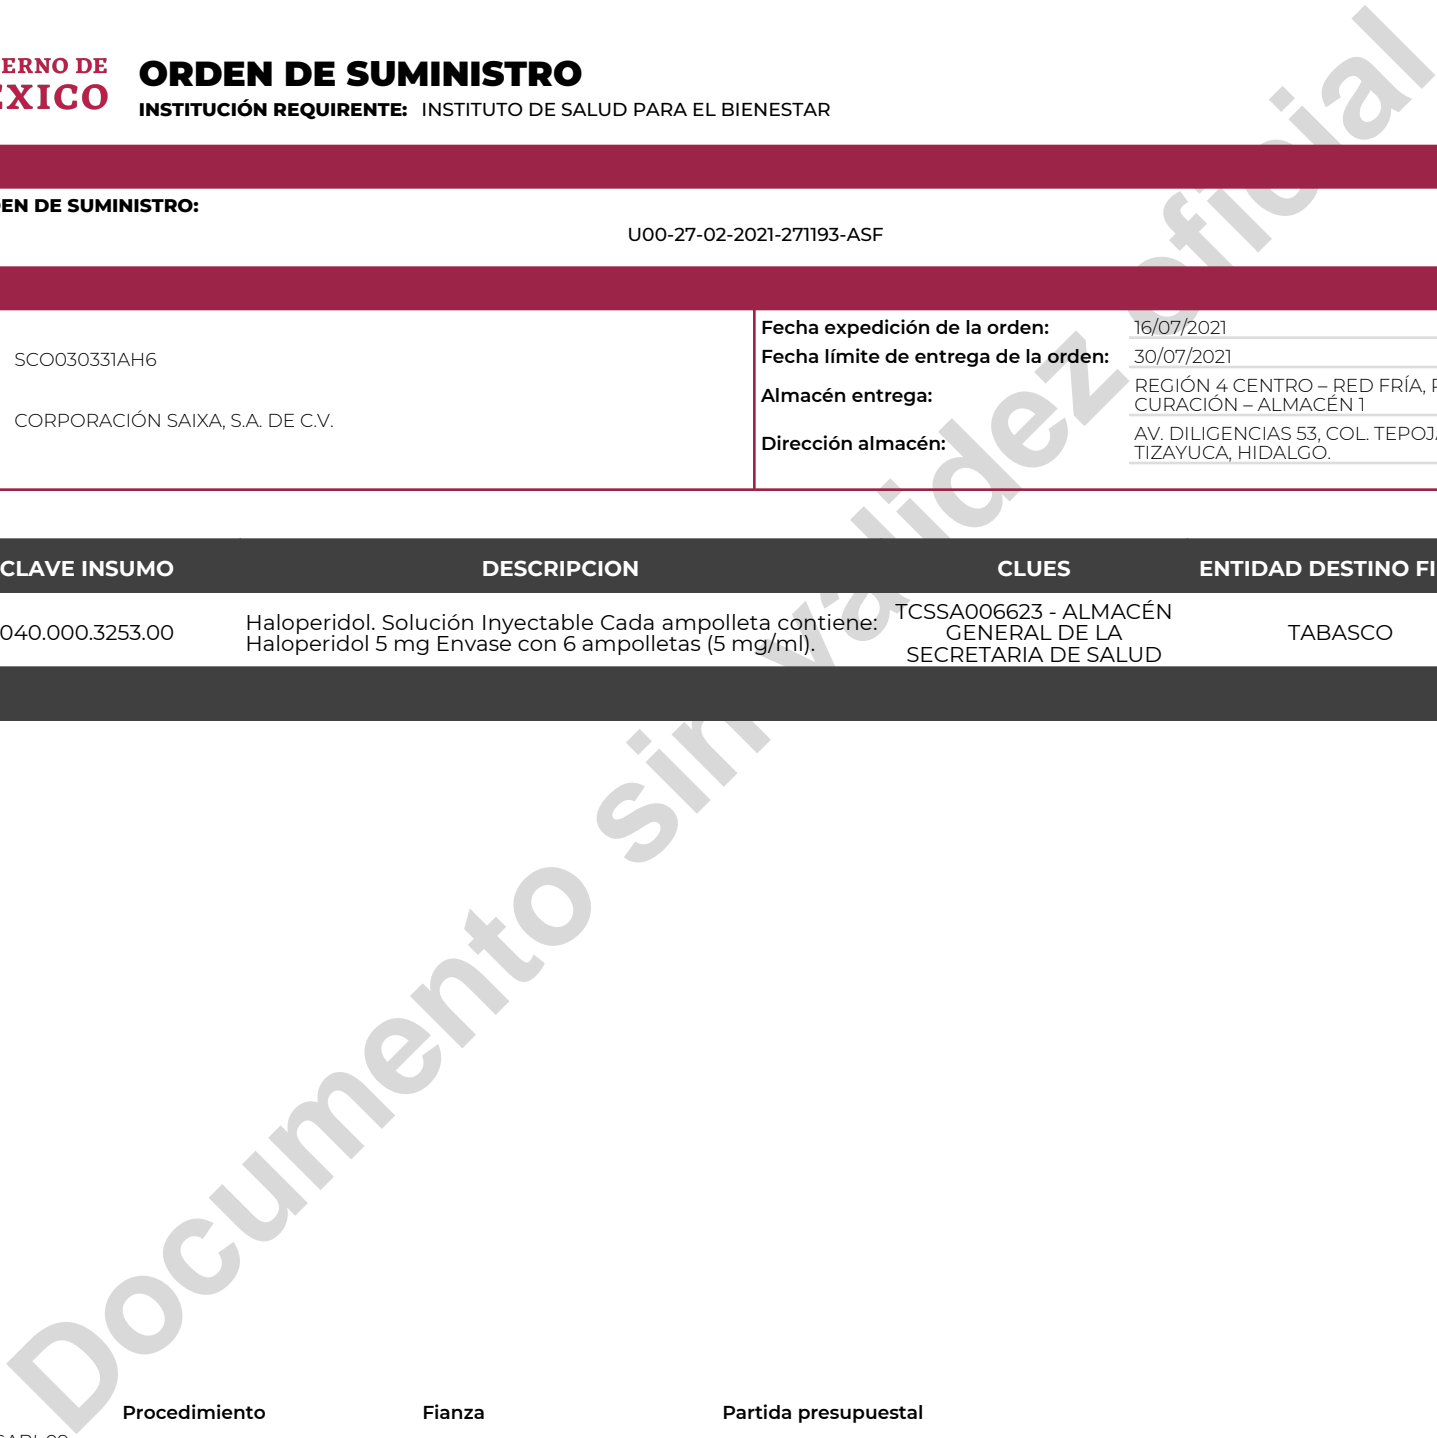 ERNO DE
ÉXICO
ORDEN DE SUMINISTRO
INSTITUCIÓN REQUIRENTE: INSTITUTO DE SALUD PARA EL BIENESTAR
EN DE SUMINISTRO:
U00-27-02-2021-271193-ASF
SCO030331AH6
CORPORACIÓN SAIXA, S.A. DE C.V.
Fecha expedición de la orden: 16/07/2021
Fecha límite de entrega de la orden: 30/07/2021
Almacén entrega: REGIÓN 4 CENTRO – RED FRÍA,
CURACIÓN – ALMACÉN 1
Dirección almacén: AV. DILIGENCIAS 53, COL. TEPOJA
TIZAYUCA, HIDALGO.
CLAVE INSUMO DESCRIPCION CLUES ENTIDAD DESTINO FI
040.000.3253.00
Haloperidol. Solución Inyectable Cada ampolleta contiene:
Haloperidol 5 mg Envase con 6 ampolletas (5 mg/ml).
TCSSA006623 - ALMACÉN
GENERAL DE LA
SECRETARIA DE SALUD
TABASCO
Documento sin validez oficial
Procedimiento Fianza Partida presupuestal